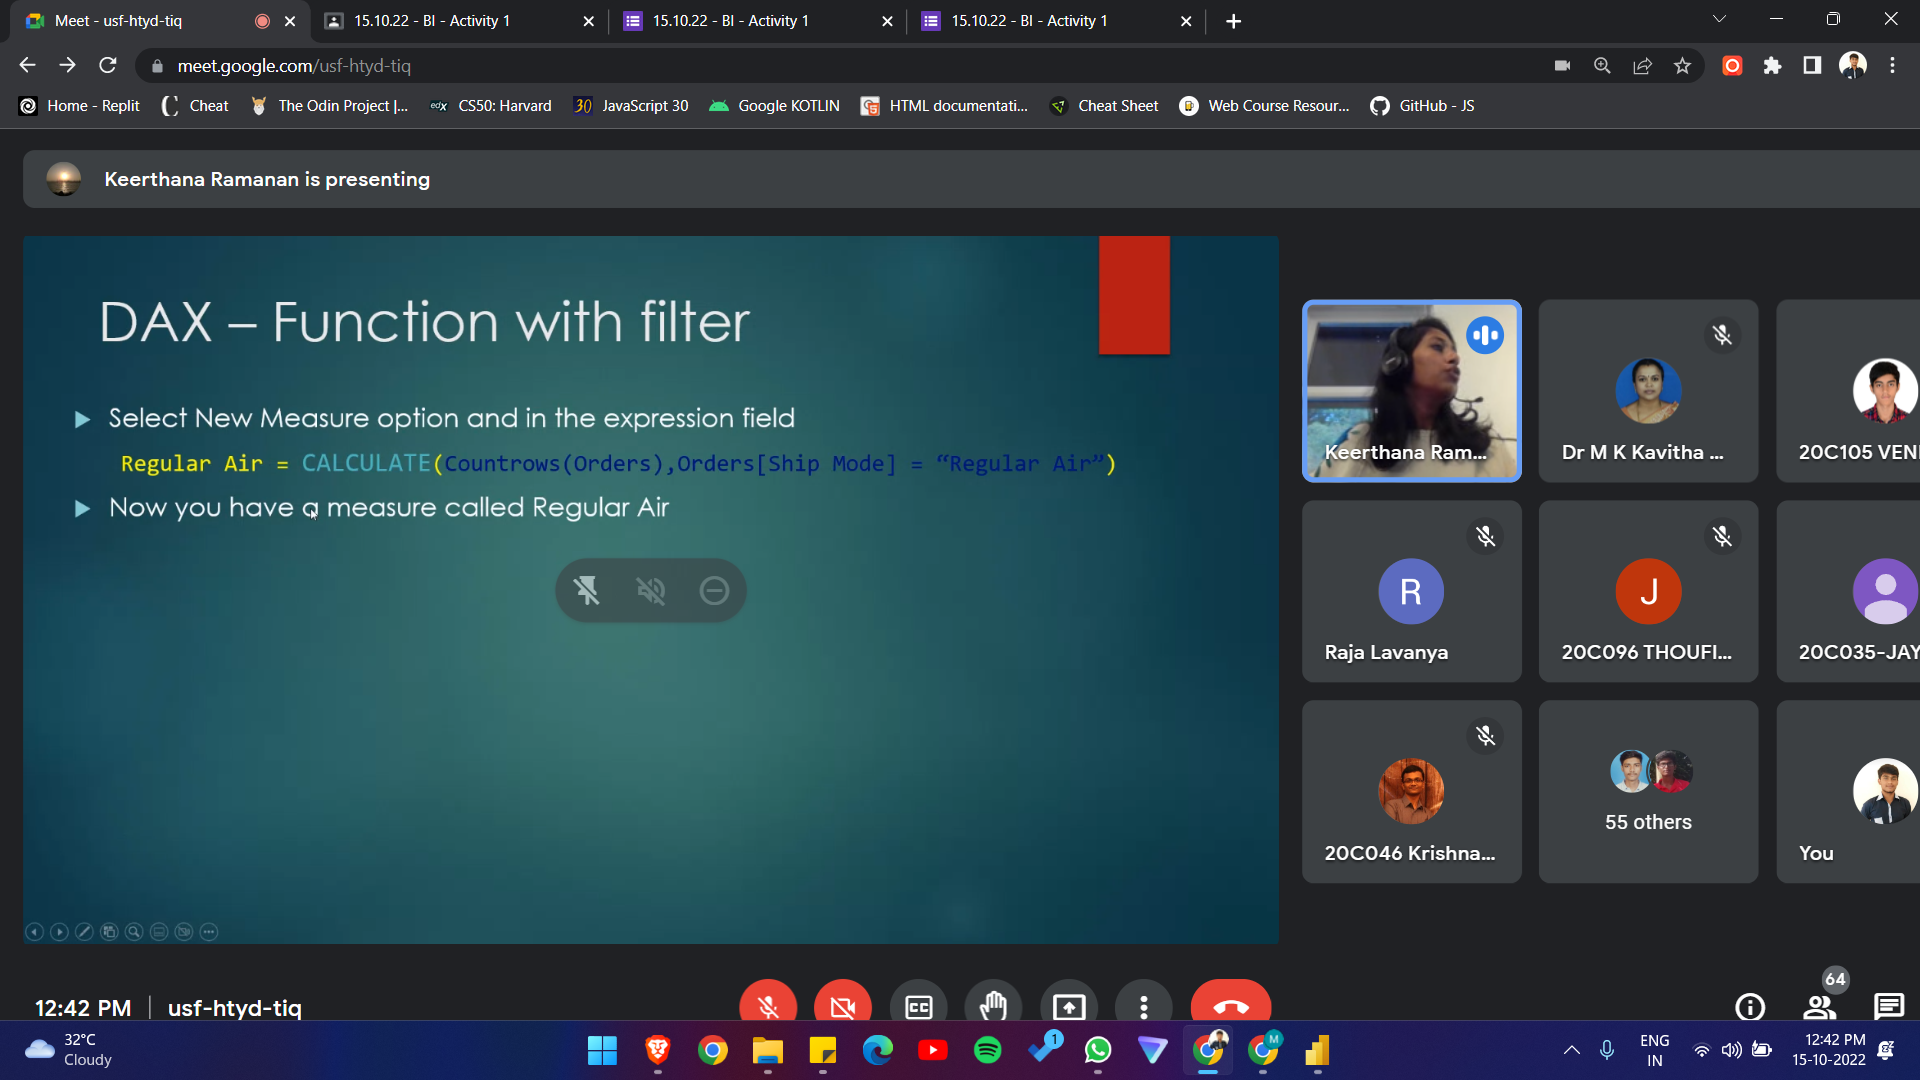 Meet - usf-htyd-tiq
15.10.22 - BI - Activity 1
15.10.22 - BI - Activity 1
15.10.22 - BI - Activity 1
meet.google.com/usf-htyd-tiq
Home - Replit
Cheat
The Odin Project |...
edx
CS50: Harvard
30
JavaScript 30
Google KOTLIN
HTML documentati...
Cheat Sheet
Web Course Resour...
GitHub - JS
Keerthana Ramanan is presenting
DAX – Function with filter
Select New Measure option and in the expression field
Regular Air = CALCULATE(Countrows(Orders),Orders[Ship Mode] = “Regular Air”)
Now you have a measure called Regular Air
Keerthana Ram...
Dr M K Kavitha ...
20C105 VEN
R
Raja Lavanya
J
20C096 THOUFI...
20C035-JAY
20C046 Krishna...
55 others
You
12:42 PM | usf-htyd-tiq
CC
64
32°C
Cloudy
1
M
ENG
IN
12:42 PM
15-10-2022